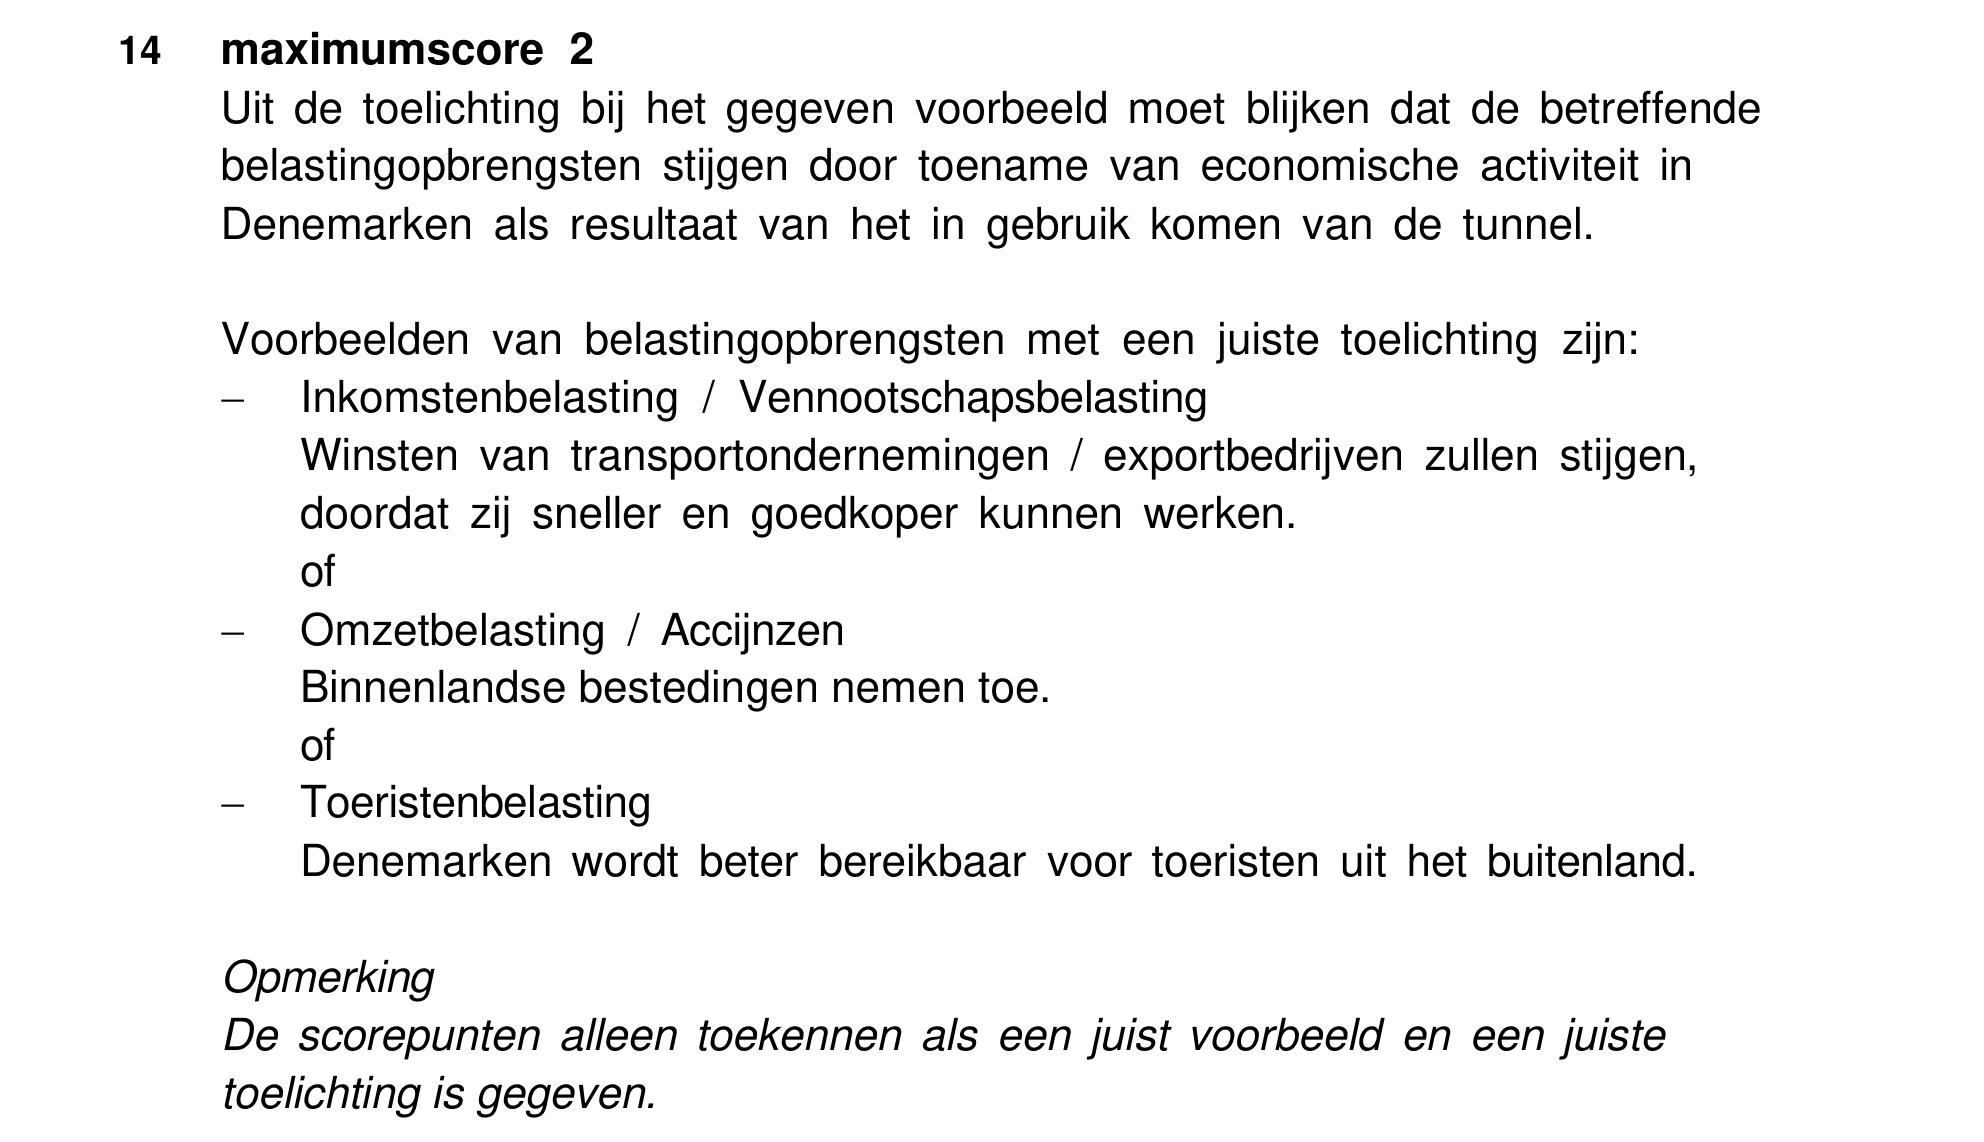 14 maximumscore 2
Uit de toelichting bij het gegeven voorbeeld moet blijken dat de betreffende
belastingopbrengsten stijgen door toename van economische activiteit in
Denemarken als resultaat van het in gebruik komen van de tunnel.
Voorbeelden van belastingopbrengsten met een juiste toelichting zijn:
– Inkomstenbelasting / Vennootschapsbelasting
Winsten van transportondernemingen / exportbedrijven zullen stijgen,
doordat zij sneller en goedkoper kunnen werken.
of
– Omzetbelasting / Accijnzen
Binnenlandse bestedingen nemen toe.
of
– Toeristenbelasting
Denemarken wordt beter bereikbaar voor toeristen uit het buitenland.
Opmerking
De scorepunten alleen toekennen als een juist voorbeeld en een juiste
toelichting is gegeven.